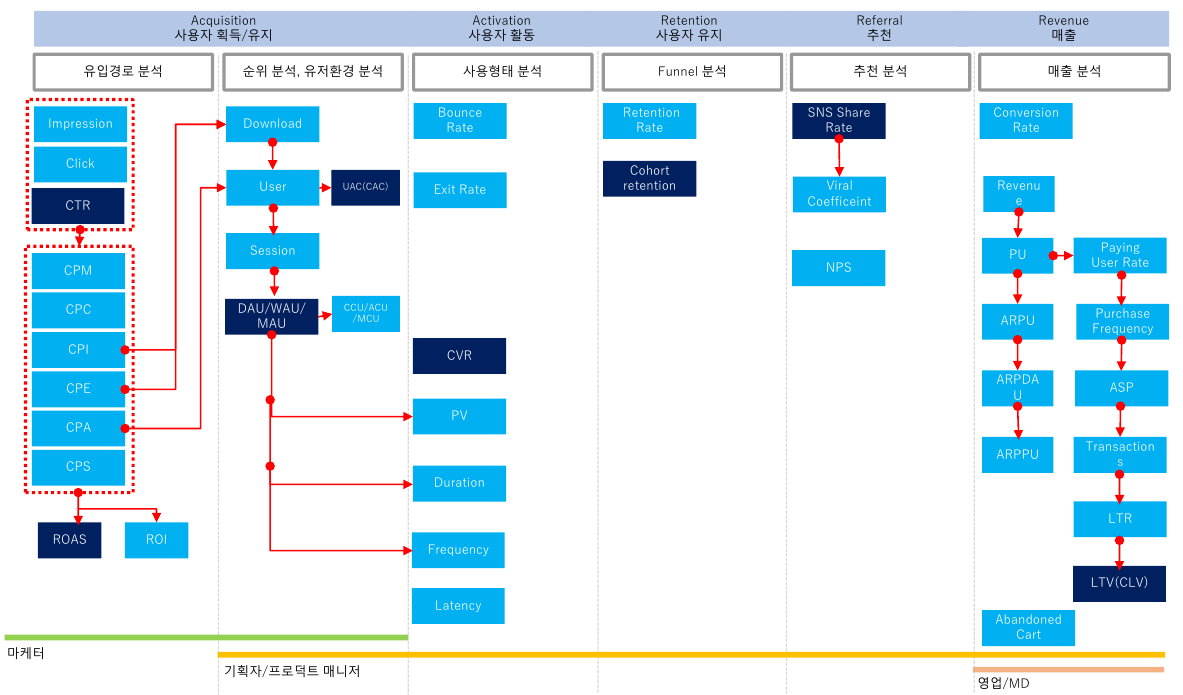 Acquisition
사용자 획득/유지
Activation
사용자 활동
Retention
사용자 유지
Referral
추천
Revenue
매출
유입경로 분석
순위 분석, 유저환경 분석
사용형태 분석
Funnel 분석
추천 분석
매출 분석
Impression
Click
CTR
CPM
CPC
CPI
CPE
CPA
CPS
ROAS
ROI
Download
User
UAC(CAC)
Session
DAU/WAU/
MAU
CCU/ACU
/MCU
Bounce
Rate
Exit Rate
CVR
PV
Duration
Frequency
Latency
Retention
Rate
Cohort
retention
SNS Share
Rate
Viral
Coefficeint
NPS
Conversion
Rate
Revenu
e
PU
ARPU
ARPDA
U
ARPPU
Paying
User Rate
Purchase
Frequency
ASP
Transaction
s
LTR
LTV(CLV)
Abandoned
Cart
마케터
기획자/프로덕트 매니저
영업/MD